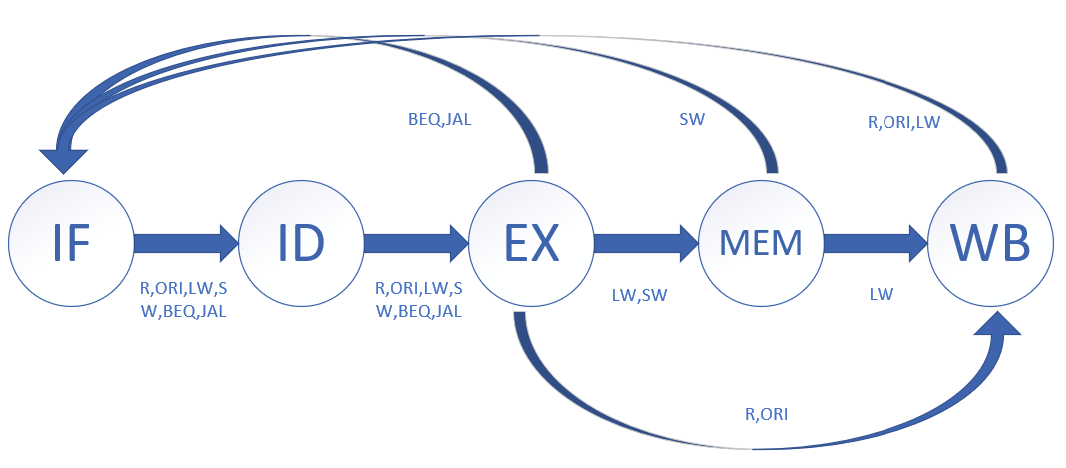 BEQ,JAL
SW
R,ORI,LW
IF
ID
EX
MEM
WB
R,ORI,LW,S
W,BEQ,JAL
R,ORI,LW,S
W,BEQ,JAL
LW,SW
LW
R,ORI